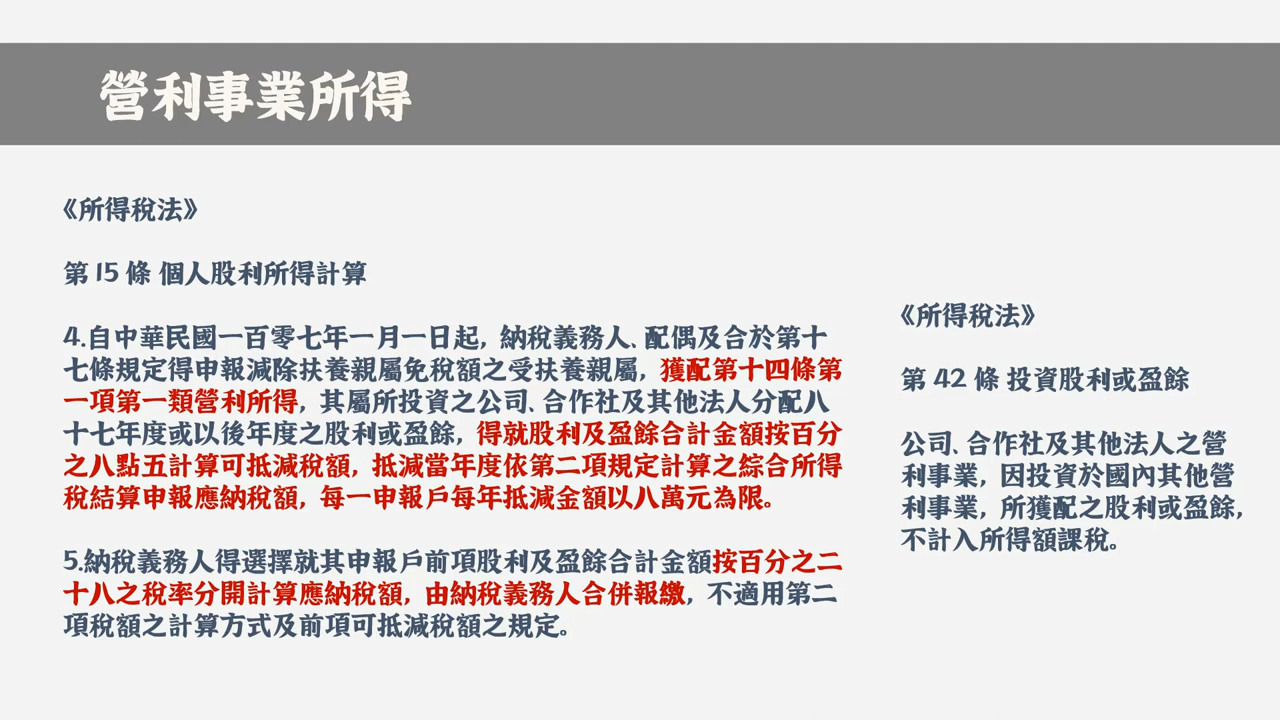 營利事業所得
《所得稅法》
第 15 條 個人股利所得計算
4.自中華民國一百零七年一月一日起，納稅義務人、配偶及合於第十
七條規定得申報減除扶養親屬免稅額之受扶養親屬，獲配第十四條第
一項第一類營利所得，其屬所投資之公司、合作社及其他法人分配八
十七年度或以後年度之股利或盈餘，得就股利及盈餘合計金額按百分
之八點五計算可抵減稅額，抵減當年度依第二項規定計算之綜合所得
稅結算申報應納稅額，每一申報戶每年抵減金額以八萬元為限。
5.納稅義務人得選擇就其申報戶前項股利及盈餘合計金額按百分之二
十八之稅率分開計算應納稅額，由納稅義務人合併報繳，不適用第二
項稅額之計算方式及前項可抵減稅額之規定。
《所得稅法》
第 42 條 投資股利或盈餘
公司、合作社及其他法人之營
利事業，因投資於國內其他營
利事業，所獲配之股利或盈餘，
不計入所得額課稅。